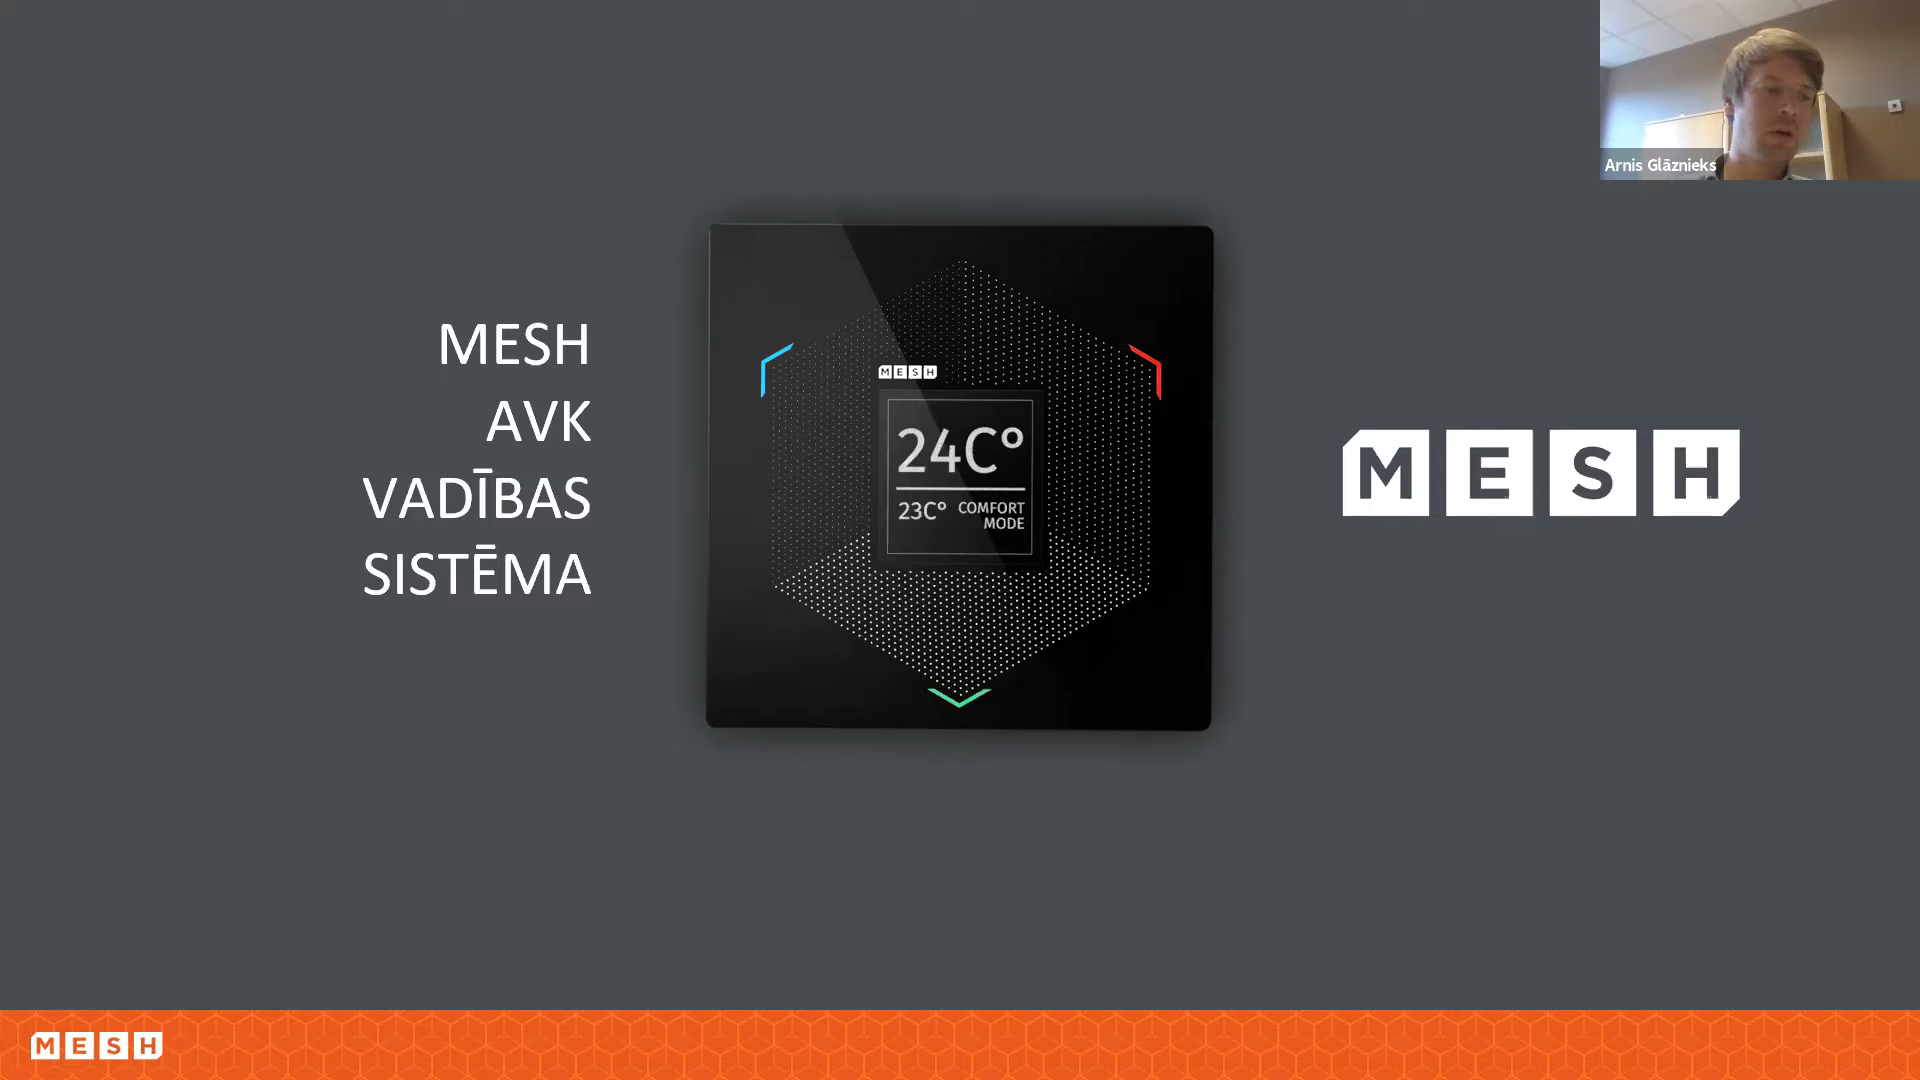 Arnis Glāznieks
MESH
AVK
VADĪBAS
SISTĒMA
MESH
24C°
23C° COMFORT
MODE
MESH
MESH